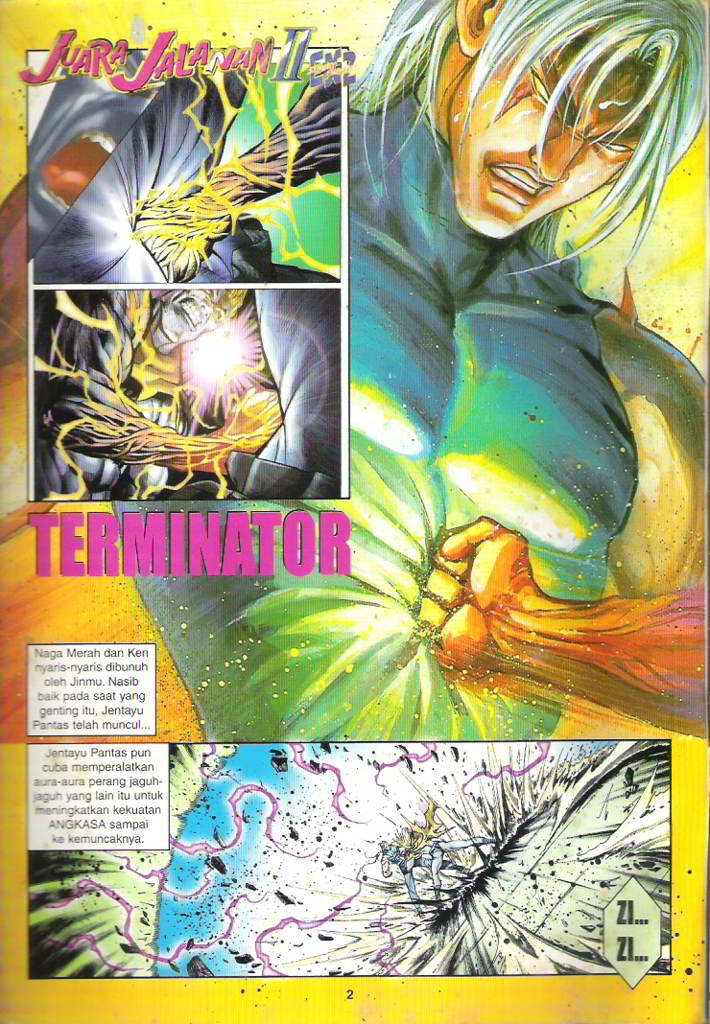 JUARA JALANAN II
TERMINATOR
Naga Merah dan Ken
nyaris-nyaris dibunuh
oleh Jinmu. Nasib
baik pada saat yang
genting itu, Jentayu
Pantas telah muncul...
Jentayu Pantas pun
cuba memperalatkan
aura-aura perang jaguh-
jaguh yang lain itu untuk
meningkatkan kekuatan
ANGKASA sampai
ke kemuncaknya.
ZI...
ZI...
2